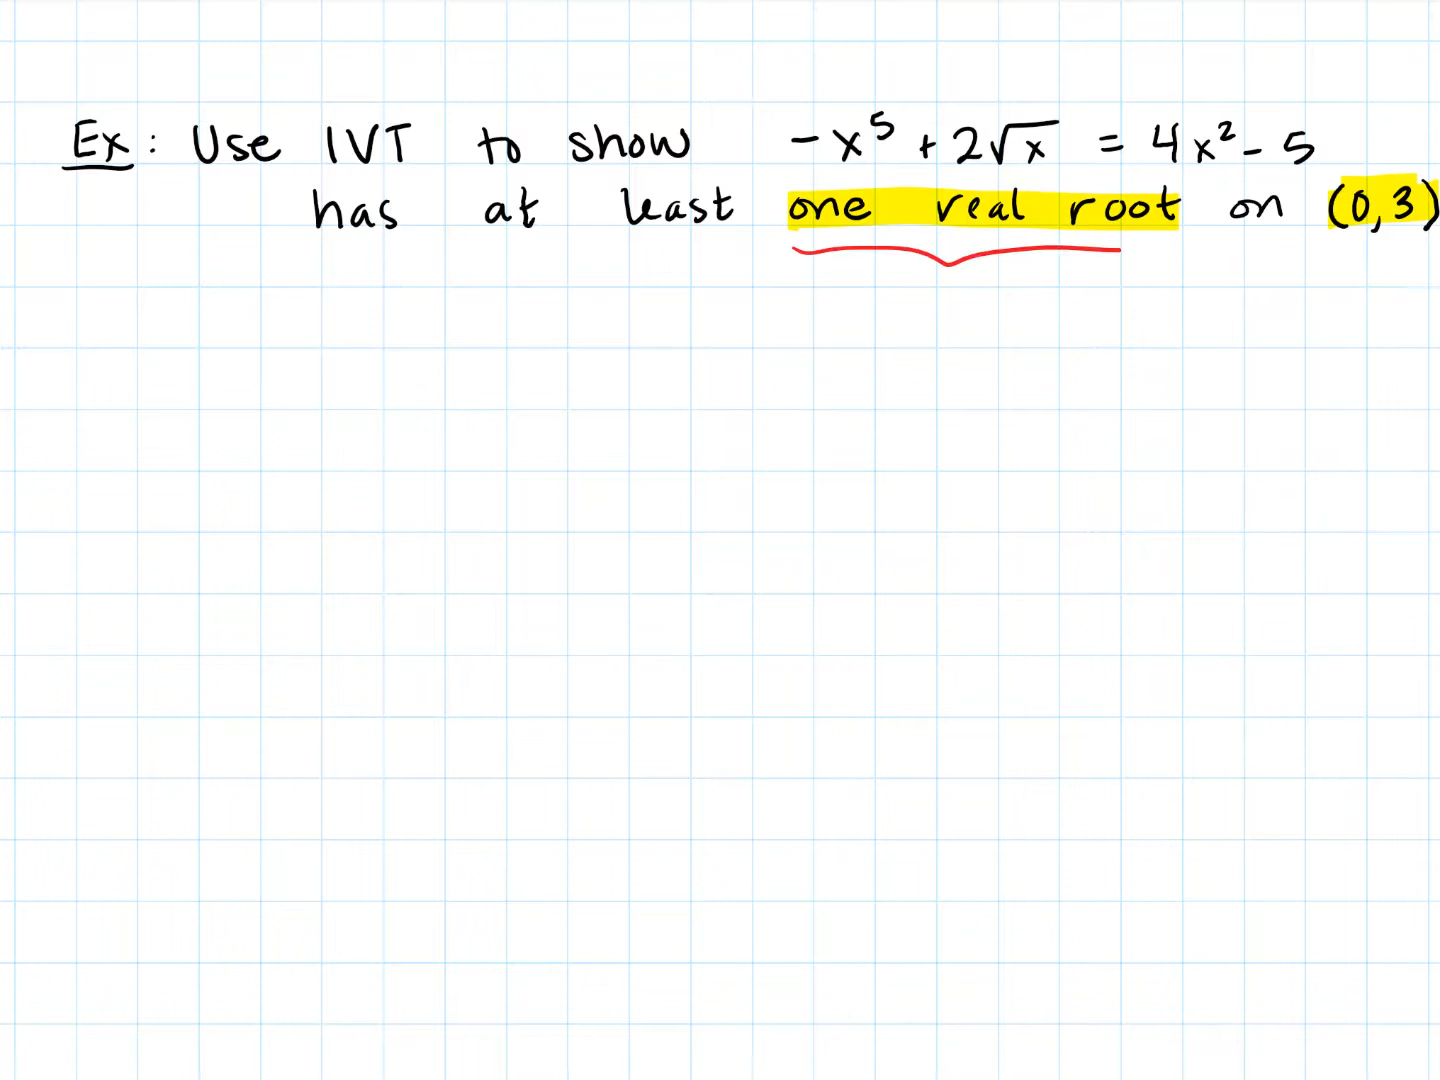 Ex: Use IVT to show -x⁵ + 2√x = 4x² - 5
has at least one real root on (0,3)